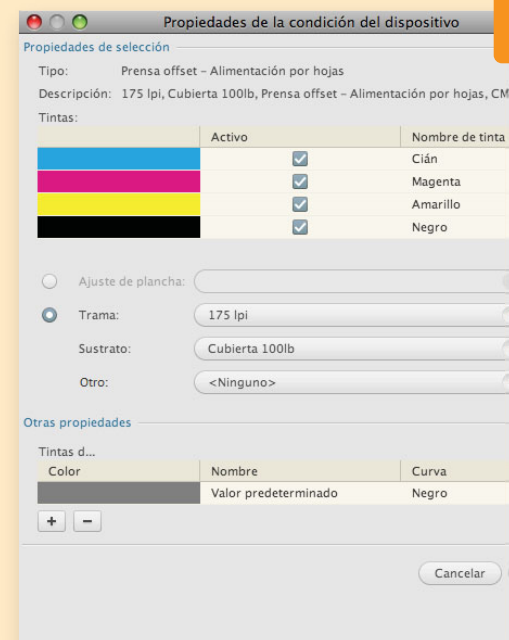 Propiedades de la condición del dispositivo
Propiedades de selección
Tipo: Prensa offset – Alimentación por hojas
Descripción: 175 lpi, Cubierta 100lb, Prensa offset – Alimentación por hojas, CM
Tintas:
Activo Nombre de tinta
Cián
Magenta
Amarillo
Negro
Ajuste de plancha:
Trama: 175 lpi
Sustrato: Cubierta 100lb
Otro: <Ninguno>
Otras propiedades
Tintas d...
Color Nombre Curva
Valor predeterminado Negro
+ −
Cancelar